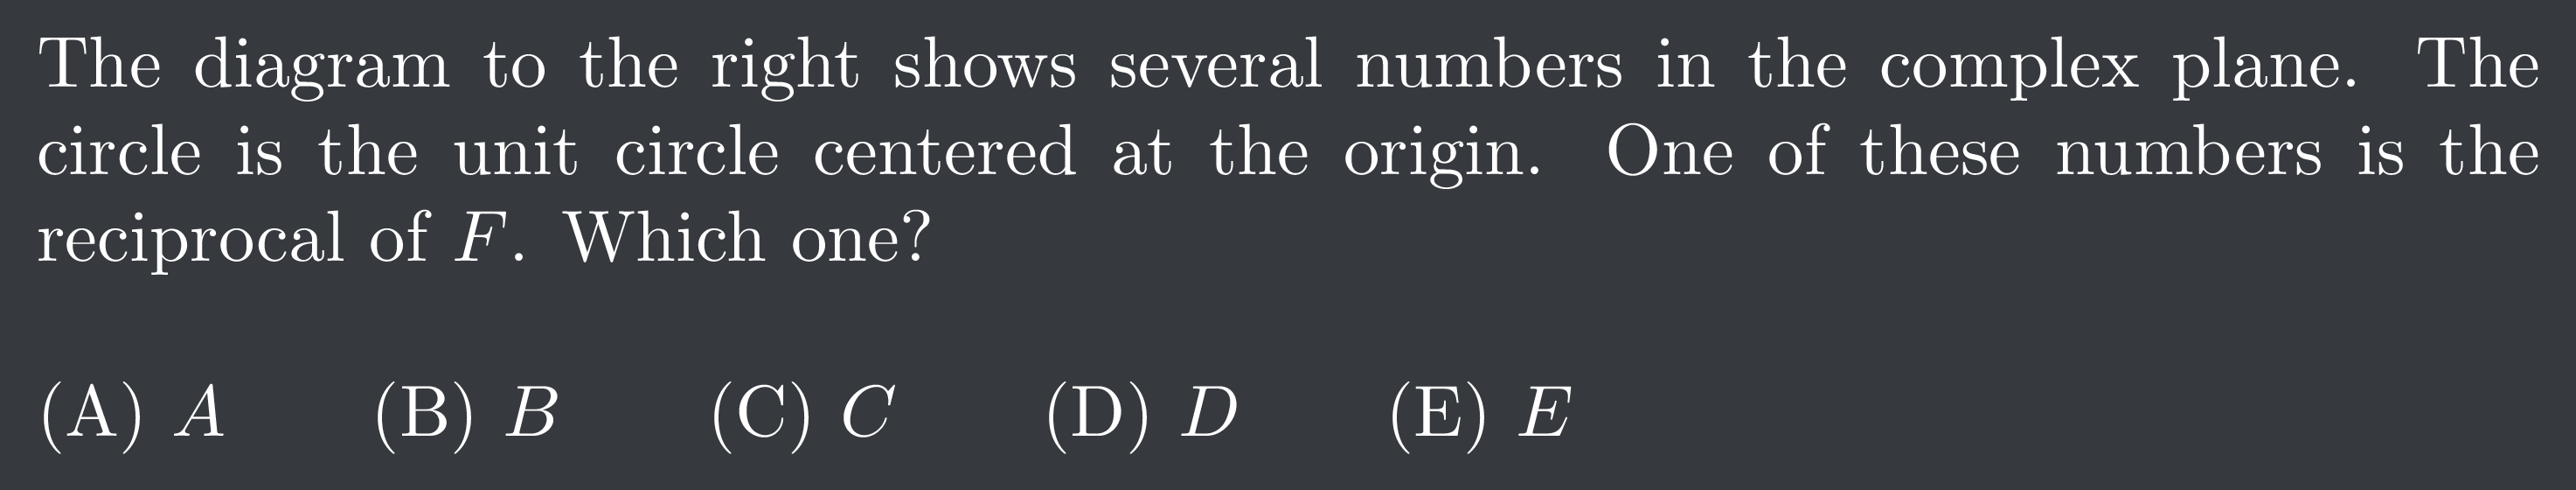 The diagram to the right shows several numbers in the complex plane. The
circle is the unit circle centered at the origin. One of these numbers is the
reciprocal of F. Which one?
(A) A (B) B (C) C (D) D (E) E